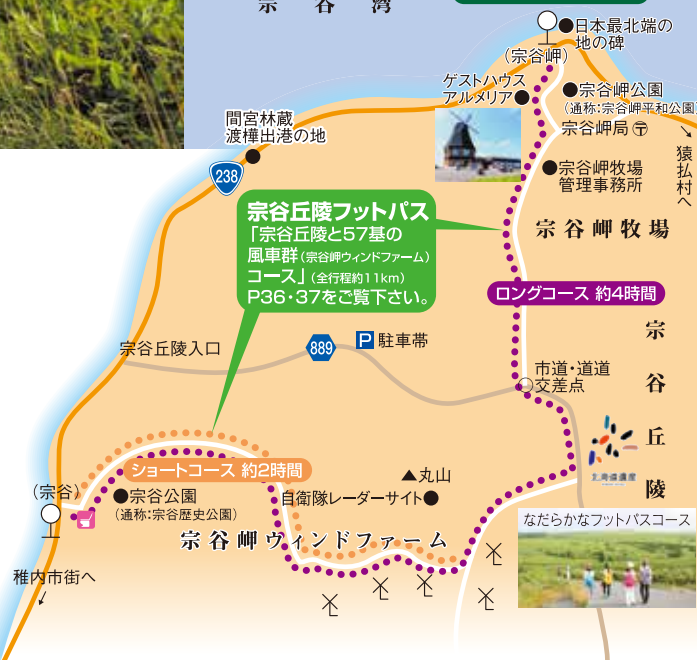 宗谷湾
日本最北端の
地の碑
(宗谷岬)
ゲストハウス
アルメリア
宗谷岬公園
(通称:宗谷岬平和公園)
間宮林蔵
渡樺出港の地
宗谷岬局
猿払村へ
宗谷岬牧場
管理事務所
238
宗谷丘陵フットパス
「宗谷丘陵と57基の
風車群(宗谷岬ウィンドファーム)
コース」(全行程約11km)
P36・37をご覧下さい。
宗谷岬牧場
ロングコース 約4時間
宗谷丘陵
宗谷丘陵入口
889
P 駐車帯
市道・道道
交差点
北海道遺産
ショートコース 約2時間
丸山
(宗谷)
宗谷公園
(通称:宗谷歴史公園)
自衛隊レーダーサイト
なだらかなフットパスコース
宗谷岬ウィンドファーム
稚内市街へ